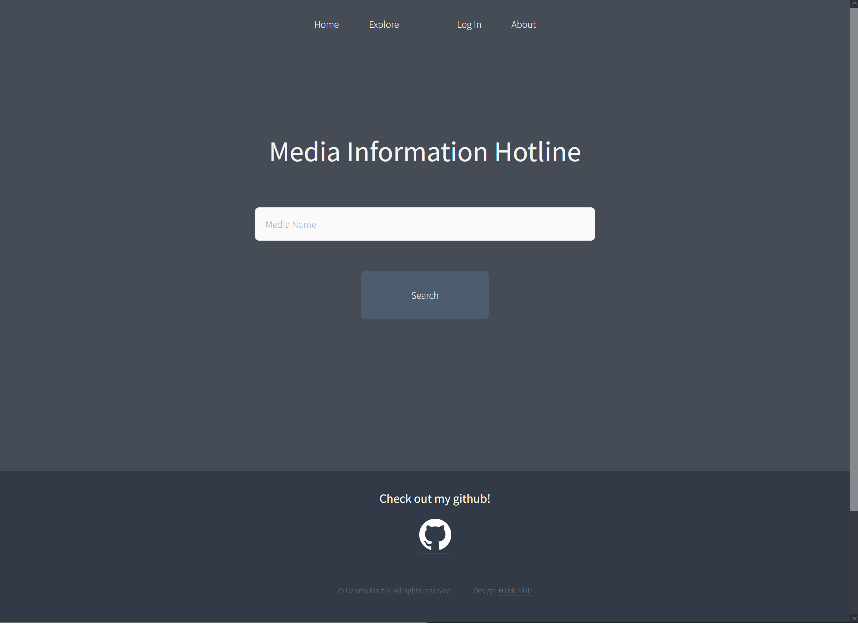 Home Explore Log In About
Media Information Hotline
Media Name
Search
Check out my github!
© Dennis Martin. All rights reserved. Design: HTML5 UP